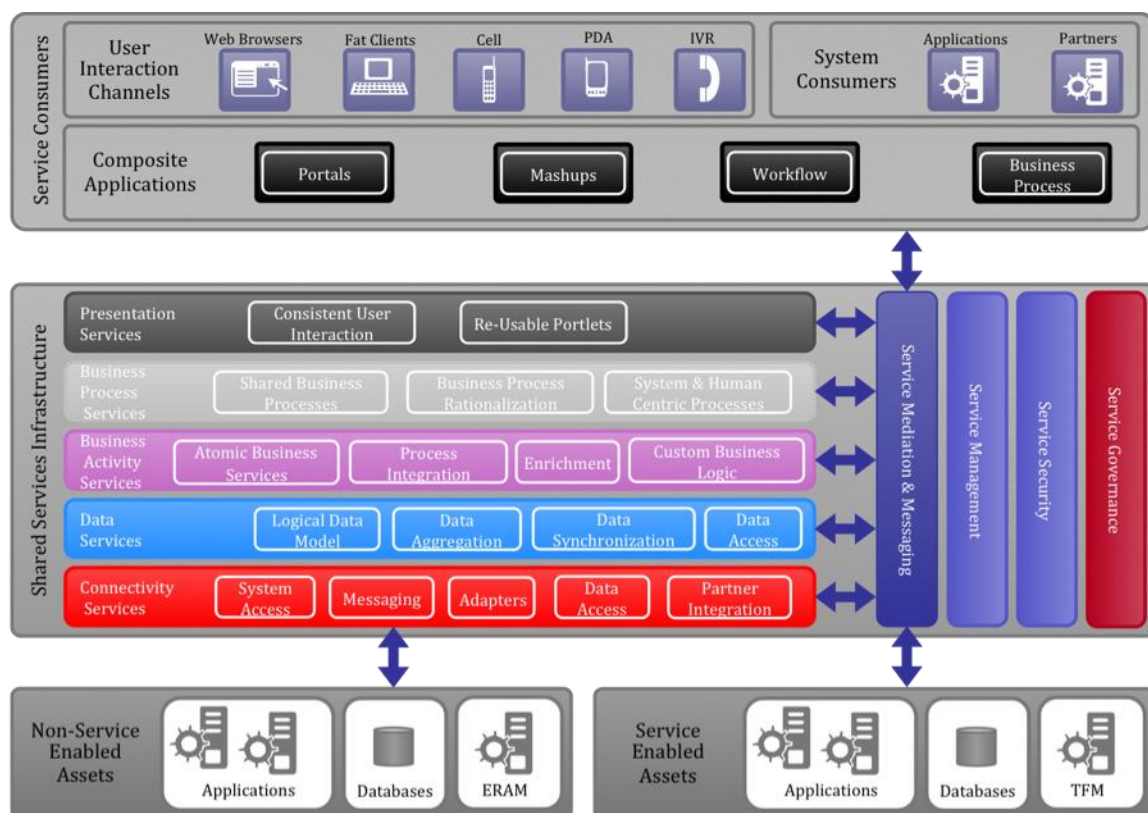 Service Consumers
User
Interaction
Channels
Web Browsers
Fat Clients
Cell
PDA
IVR
System
Consumers
Applications
Partners
Composite
Applications
Portals
Mashups
Workflow
Business
Process
Shared Services Infrastructure
Presentation
Services
Consistent User
Interaction
Re-Usable Portlets
Business
Process
Services
Shared Business
Processes
Business Process
Rationalization
System & Human
Centric Processes
Business
Activity
Services
Atomic Business
Services
Process
Integration
Enrichment
Custom Business
Logic
Data
Services
Logical Data
Model
Data
Aggregation
Data
Synchronization
Data
Access
Connectivity
Services
System
Access
Messaging
Adapters
Data
Access
Partner
Integration
Service Mediation & Messaging
Service Management
Service Security
Service Governance
Non-Service
Enabled
Assets
Applications
Databases
ERAM
Service
Enabled
Assets
Applications
Databases
TFM